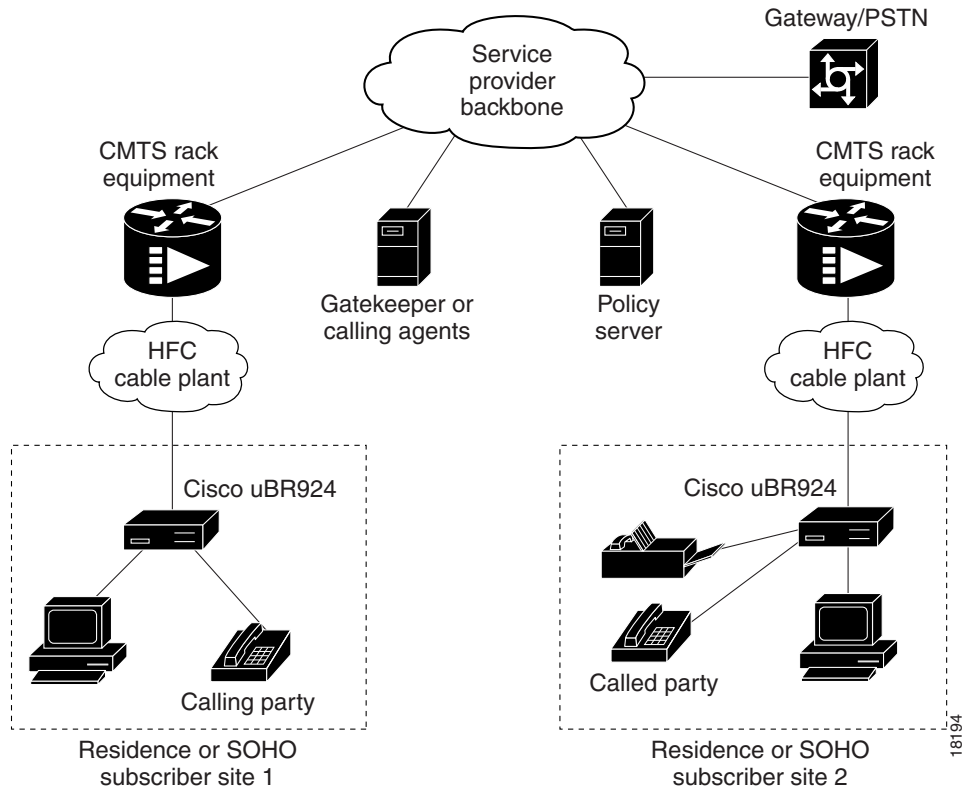 Gateway/PSTN
Service
provider
backbone
CMTS rack
equipment
CMTS rack
equipment
Gatekeeper or
calling agents
Policy
server
HFC
cable plant
HFC
cable plant
Cisco uBR924
Cisco uBR924
Calling party
Called party
Residence or SOHO
subscriber site 1
Residence or SOHO
subscriber site 2
18194